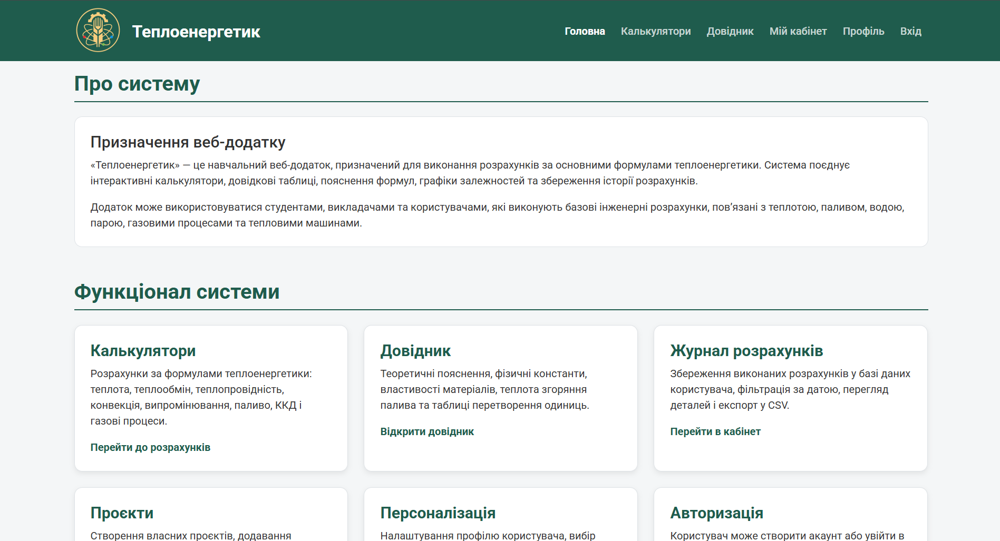 Теплоенергетик
Головна Калькулятори Довідник Мій кабінет Профіль Вхід
Про систему
Призначення веб-додатку
«Теплоенергетик» — це навчальний веб-додаток, призначений для виконання розрахунків за основними формулами теплоенергетики. Система поєднує
інтерактивні калькулятори, довідкові таблиці, пояснення формул, графіки залежностей та збереження історії розрахунків.
Додаток може використовуватися студентами, викладачами та користувачами, які виконують базові інженерні розрахунки, пов’язані з теплотою, паливом, водою,
парою, газовими процесами та тепловими машинами.
Функціонал системи
Калькулятори
Розрахунки за формулами теплоенергетики:
теплота, теплообмін, теплопровідність,
конвекція, випромінювання, паливо, ККД і
газові процеси.
Перейти до розрахунків
Довідник
Теоретичні пояснення, фізичні константи,
властивості матеріалів, теплота згоряння
палива та таблиці перетворення одиниць.
Відкрити довідник
Журнал розрахунків
Збереження виконаних розрахунків у базі даних
користувача, фільтрація за датою, перегляд
деталей і експорт у CSV.
Перейти в кабінет
Проєкти
Створення власних проєктів, додавання
Персоналізація
Налаштування профілю користувача, вибір
Авторизація
Користувач може створити акаунт або увійти в